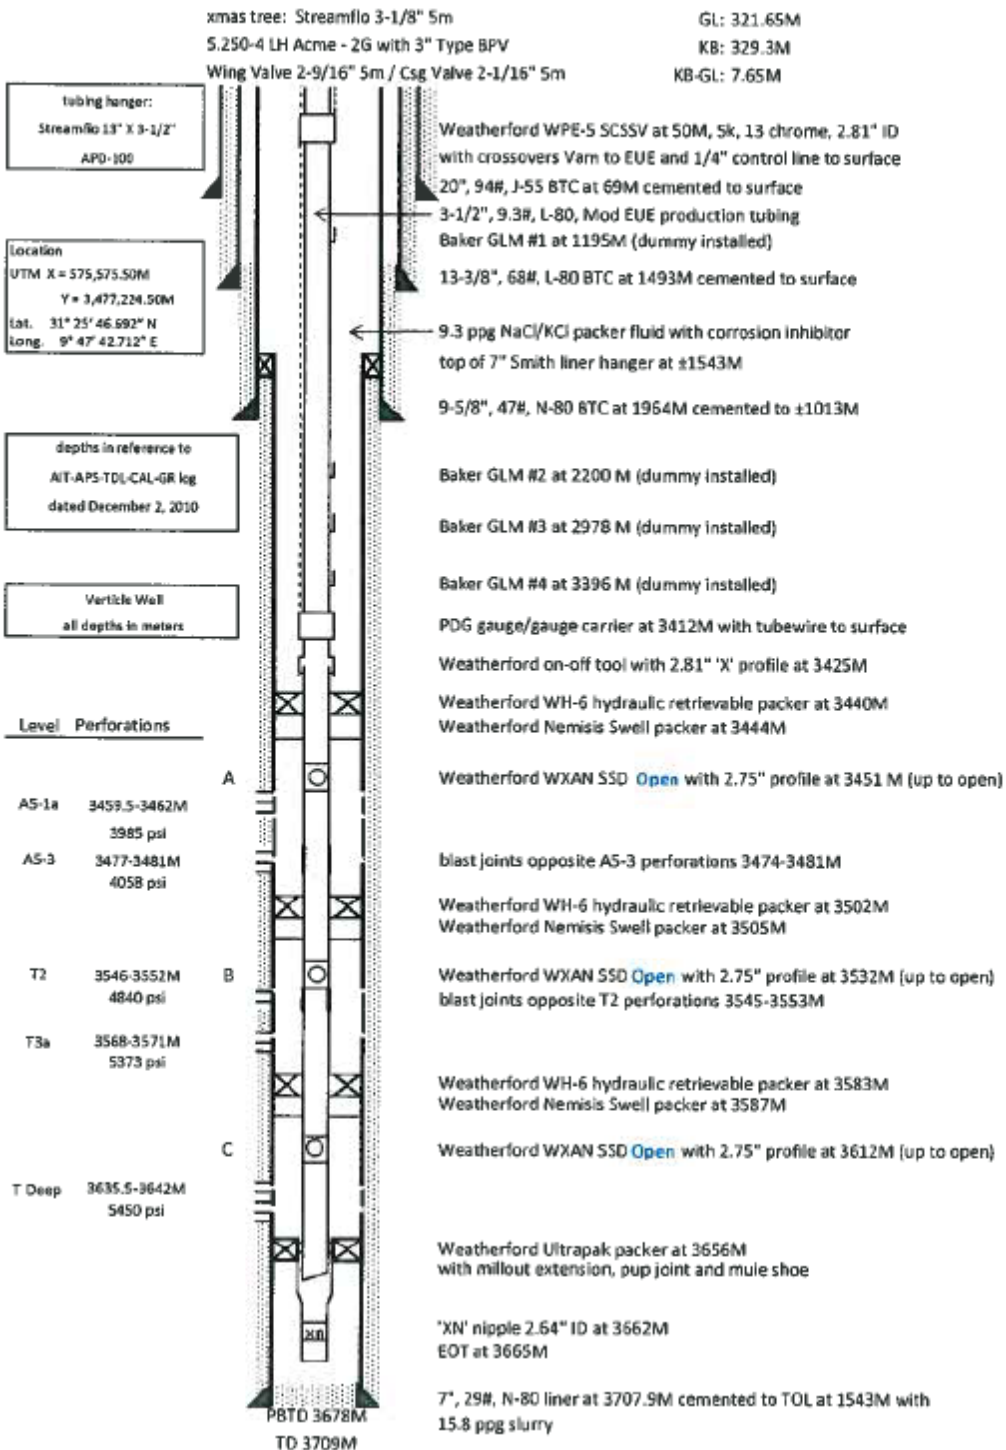 xmas tree: Streamflo 3-1/8" 5m
5.250-4 LH Acme - 2G with 3" Type BPV
Wing Valve 2-9/16" 5m / Csg Valve 2-1/16" 5m
GL: 321.65M
KB: 329.3M
KB-GL: 7.65M
tubing hanger:
Streamflo 13" X 3-1/2"
APD-100
Location
UTM X = 575,575.50M
Y = 3,477,224.50M
Lat. 31° 25' 46.692" N
Long. 9° 47' 42.712" E
depths in reference to
AIT-APS-TDL-CAL-GR log
dated December 2, 2010
Verticle Well
all depths in meters
Weatherford WPE-5 SCSSV at 50M, 5k, 13 chrome, 2.81" ID
with crossovers Vam to EUE and 1/4" control line to surface
20", 94#, J-55 BTC at 69M cemented to surface
3-1/2", 9.3#, L-80, Mod EUE production tubing
Baker GLM #1 at 1195M (dummy installed)
13-3/8", 68#, L-80 BTC at 1493M cemented to surface
9.3 ppg NaCl/KCl packer fluid with corrosion inhibitor
top of 7" Smith liner hanger at ±1543M
9-5/8", 47#, N-80 BTC at 1964M cemented to ±1013M
Baker GLM #2 at 2200 M (dummy installed)
Baker GLM #3 at 2978 M (dummy installed)
Baker GLM #4 at 3396 M (dummy installed)
PDG gauge/gauge carrier at 3412M with tubewire to surface
Weatherford on-off tool with 2.81" 'X' profile at 3425M
Weatherford WH-6 hydraulic retrievable packer at 3440M
Weatherford Nemisis Swell packer at 3444M
Level Perforations
A
Weatherford WXAN SSD Open with 2.75" profile at 3451 M (up to open)
A5-1a 3459.5-3462M
3985 psi
A5-3 3477-3481M
4058 psi
blast joints opposite A5-3 perforations 3474-3481M
Weatherford WH-6 hydraulic retrievable packer at 3502M
Weatherford Nemisis Swell packer at 3505M
T2 3546-3552M
4840 psi
B
Weatherford WXAN SSD Open with 2.75" profile at 3532M (up to open)
blast joints opposite T2 perforations 3545-3553M
T3a 3568-3571M
5373 psi
Weatherford WH-6 hydraulic retrievable packer at 3583M
Weatherford Nemisis Swell packer at 3587M
C
Weatherford WXAN SSD Open with 2.75" profile at 3612M (up to open)
T Deep 3635.5-3642M
5450 psi
Weatherford Ultrapak packer at 3656M
with millout extension, pup joint and mule shoe
XN
'XN' nipple 2.64" ID at 3662M
EOT at 3665M
7", 29#, N-80 liner at 3707.9M cemented to TOL at 1543M with
15.8 ppg slurry
PBTD 3678M
TD 3709M